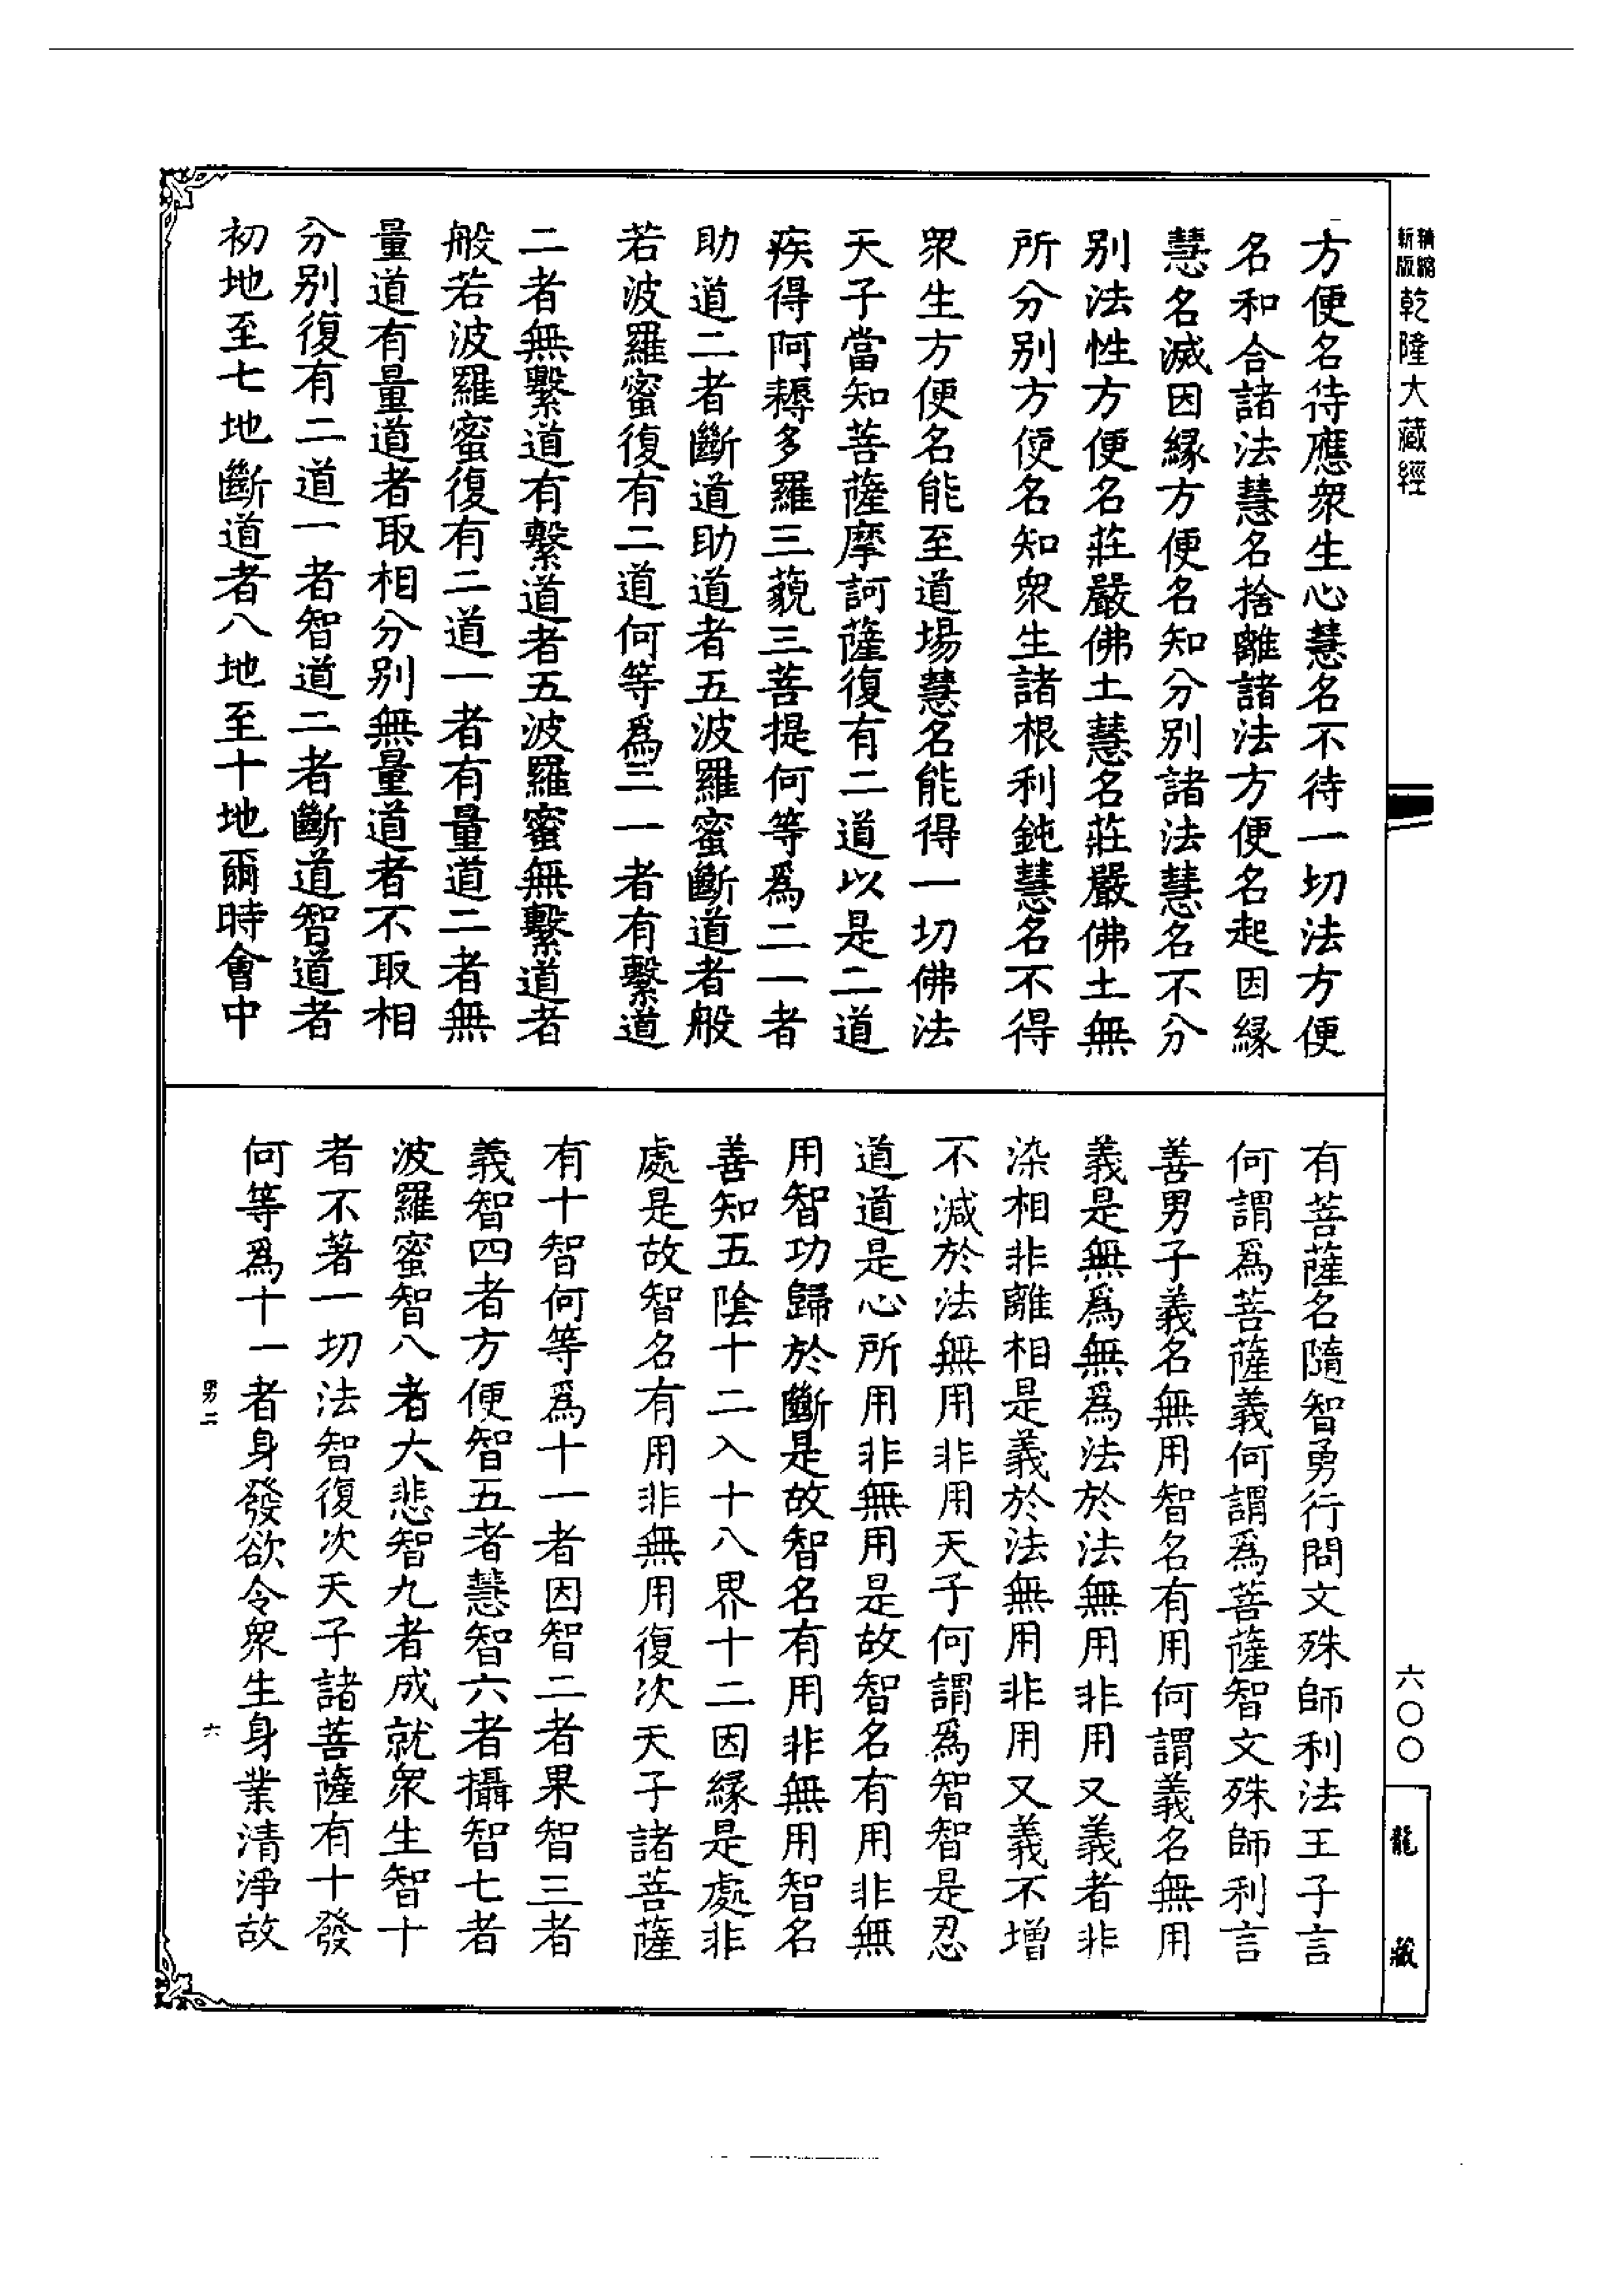 精縮新版乾隆大藏經
六〇〇
龍藏
方便名待應衆生心慧名不待一切法方便
名和合諸法慧名捨離諸法方便名起因緣
慧名滅因緣方便名知分別諸法慧名不分
別法性方便名莊嚴佛土慧名莊嚴佛土無
所分別方便名知衆生諸根利鈍慧名不得
衆生方便名能至道場慧名能得一切佛法
天子當知菩薩摩訶薩復有二道以是二道
疾得阿耨多羅三藐三菩提何等爲二一者
助道二者斷道助道者五波羅蜜斷道者般
若波羅蜜復有二道何等爲二一者有繫道
二者無繫道有繫道者五波羅蜜無繫道者
般若波羅蜜復有二道一者有量道二者無
量道有量道者取相分別無量道者不取相
分別復有二道一者智道二者斷道智道者
初地至七地斷道者八地至十地爾時會中
有菩薩名隨智勇行問文殊師利法王子言
何謂爲菩薩義何謂爲菩薩智文殊師利言
善男子義名無用智名有用何謂義名無用
義是無爲無爲法於法無用非用又義者非
染相非離相是義於法無用非用又義不增
不減於法無用非用天子何謂爲智智是忍
道道是心所用非無用是故智名有用非無
用智功歸於斷是故智名有用非無用智名
善知五陰十二入十八界十二因緣是處非
處是故智名有用非無用復次天子諸菩薩
有十智何等爲十一者因智二者果智三者
義智四者方便智五者慧智六者攝智七者
波羅蜜智八者大悲智九者成就衆生智十
者不著一切法智復次天子諸菩薩有十發
何等爲十一者身發欲令衆生身業清淨故
男二
六